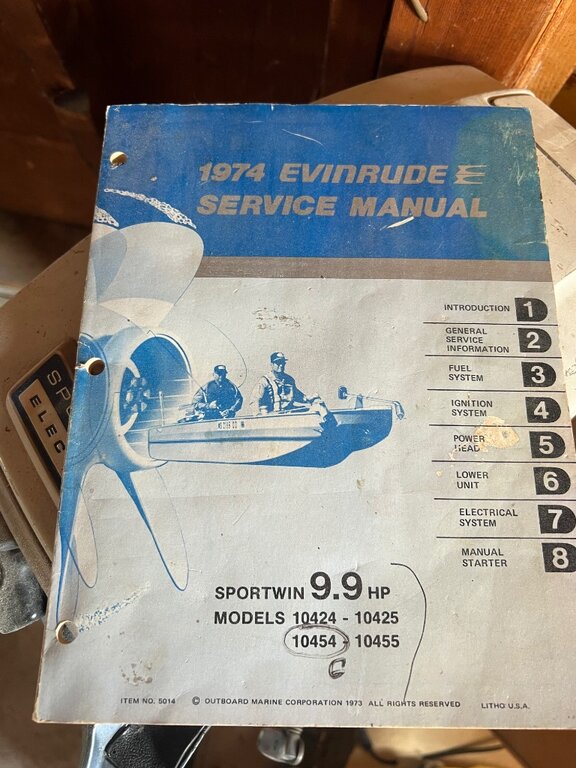 1974 EVINRUDE E
SERVICE MANUAL
INTRODUCTION 1
GENERAL
SERVICE
INFORMATION 2
FUEL
SYSTEM 3
IGNITION
SYSTEM 4
POWER
HEAD 5
LOWER
UNIT 6
ELECTRICAL
SYSTEM 7
MANUAL
STARTER 8
SPORTWIN 9.9 HP
MODELS 10424 - 10425
10454 - 10455
ITEM NO. 5014 © OUTBOARD MARINE CORPORATION 1973 ALL RIGHTS RESERVED LITHO U.S.A.
SPO
ELEC